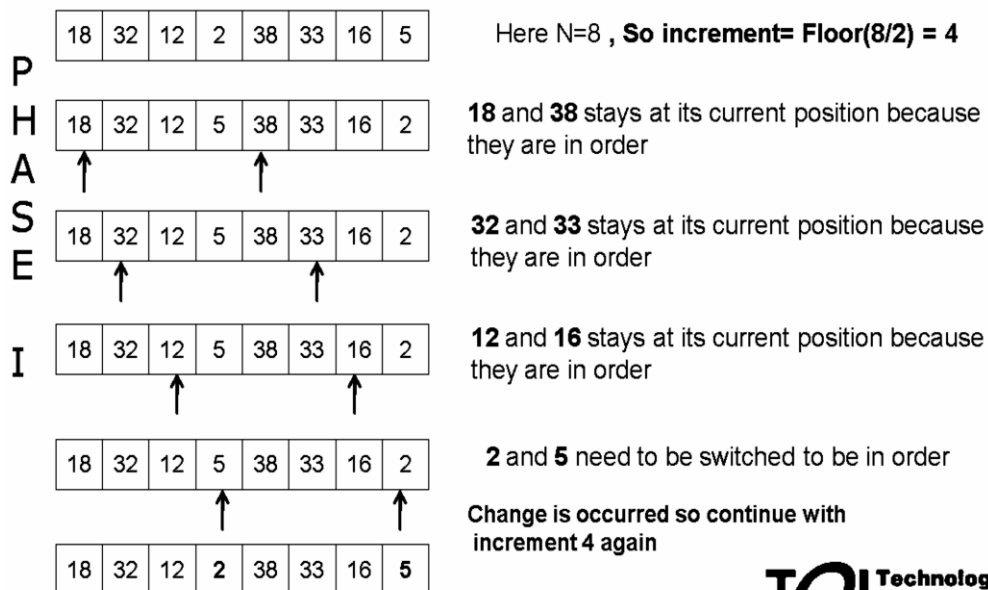 18 32 12 2 38 33 16 5
Here N=8 , So increment= Floor(8/2) = 4
PHASE I
18 32 12 5 38 33 16 2
18 and 38 stays at its current position because
they are in order
18 32 12 5 38 33 16 2
32 and 33 stays at its current position because
they are in order
18 32 12 5 38 33 16 2
12 and 16 stays at its current position because
they are in order
18 32 12 5 38 33 16 2
2 and 5 need to be switched to be in order
Change is occurred so continue with
increment 4 again
18 32 12 2 38 33 16 5